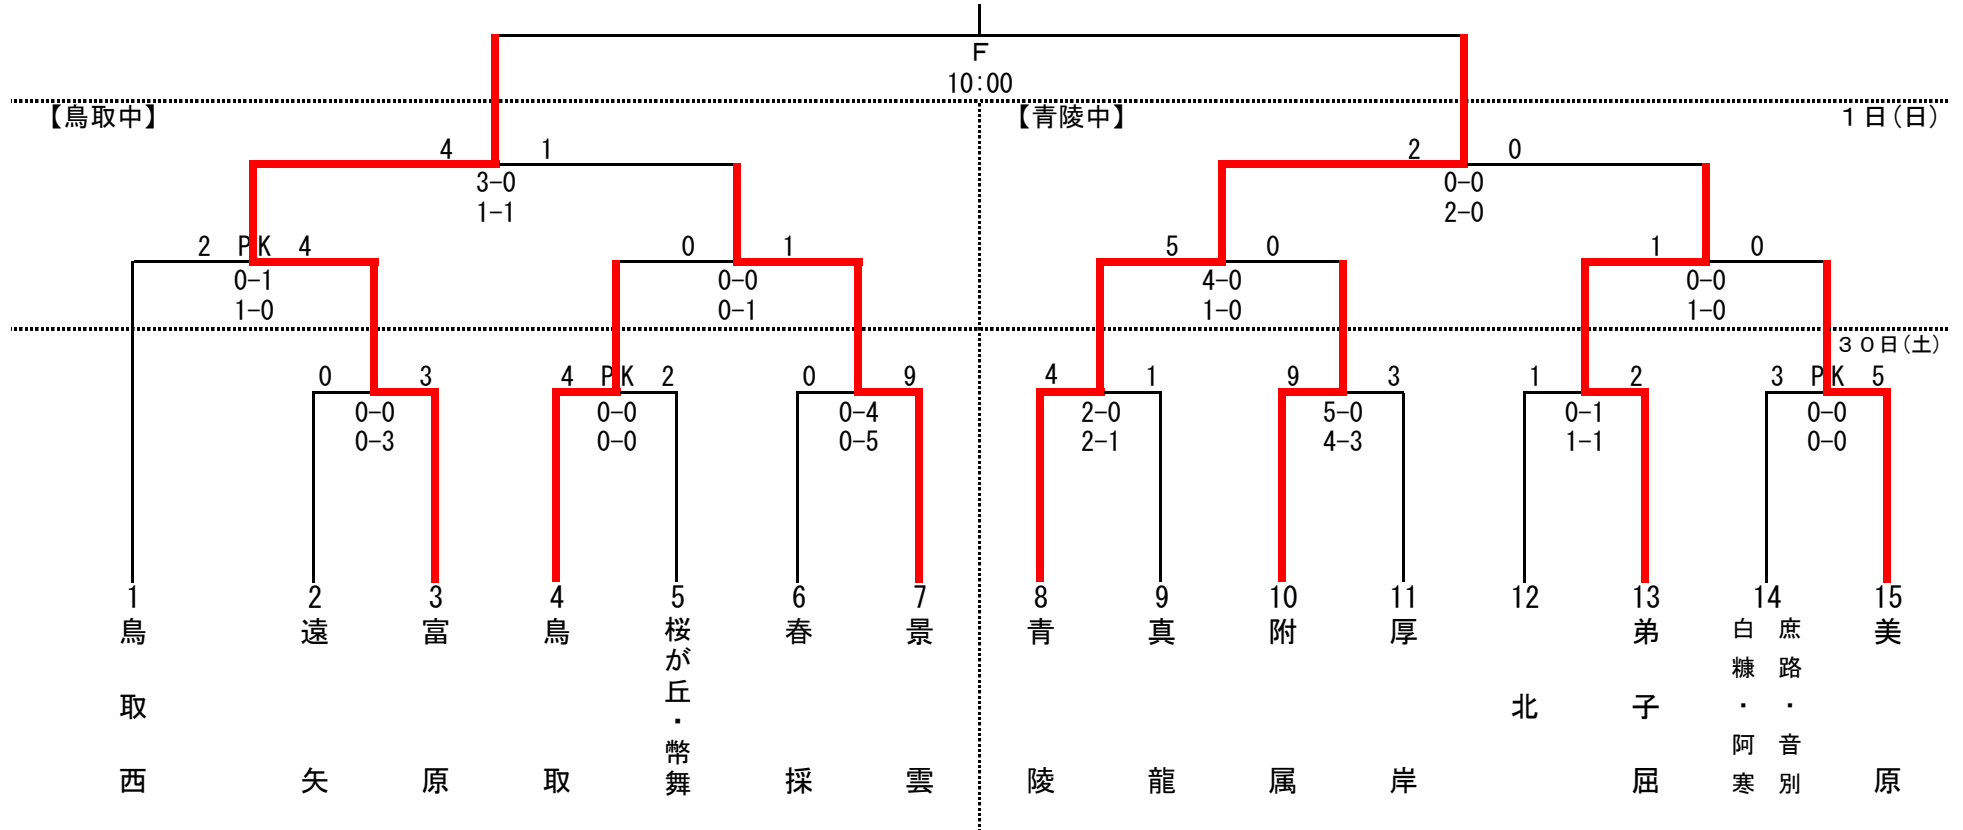 F
10:00
【鳥取中】
【青陵中】
1日(日)
4 1
3-0
1-1
2 0
0-0
2-0
2 PK 4
0-1
1-0
0 1
0-0
0-1
5 0
4-0
1-0
1 0
0-0
1-0
30日(土)
0 3
0-0
0-3
4 PK 2
0-0
0-0
0 9
0-4
0-5
4 1
2-0
2-1
9 3
5-0
4-3
1 2
0-1
1-1
3 PK 5
0-0
0-0
1
鳥取西
2
遠矢
3
富原
4
鳥取
5
桜が丘・幣舞
6
春採
7
景雲
8
青陵
9
真龍
10
附属
11
厚岸
12
北
13
弟子屈
14
庶路・音別
白糠・阿寒
15
美原